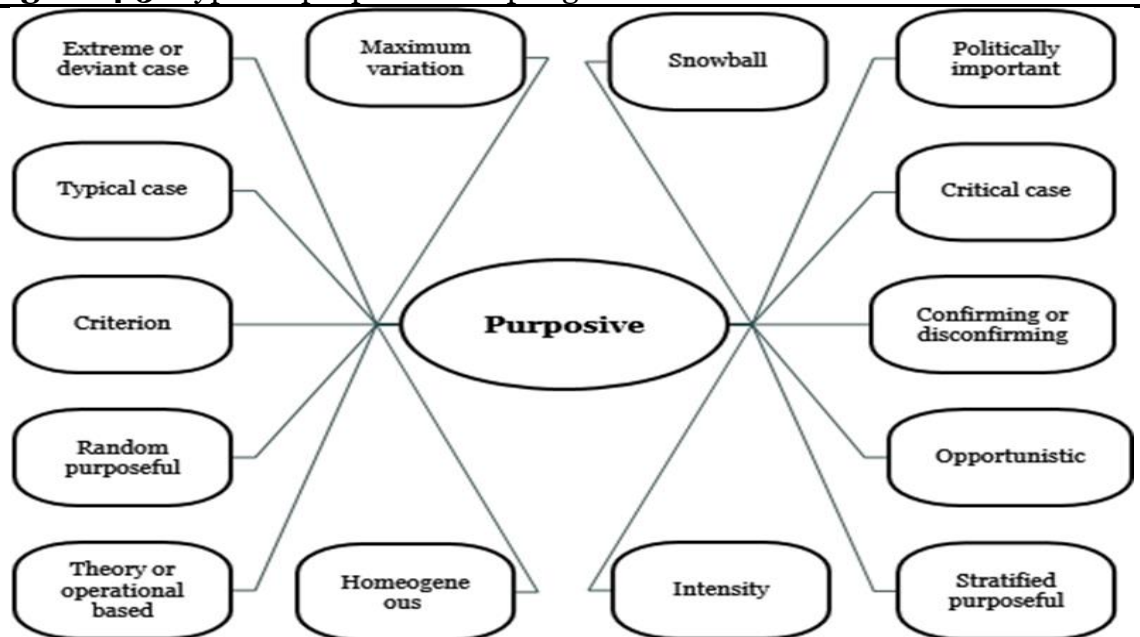 Extreme or
deviant case
Maximum
variation
Snowball
Politically
important
Typical case
Critical case
Criterion
Purposive
Confirming or
disconfirming
Random
purposeful
Opportunistic
Theory or
operational
based
Homeogene
ous
Intensity
Stratified
purposeful